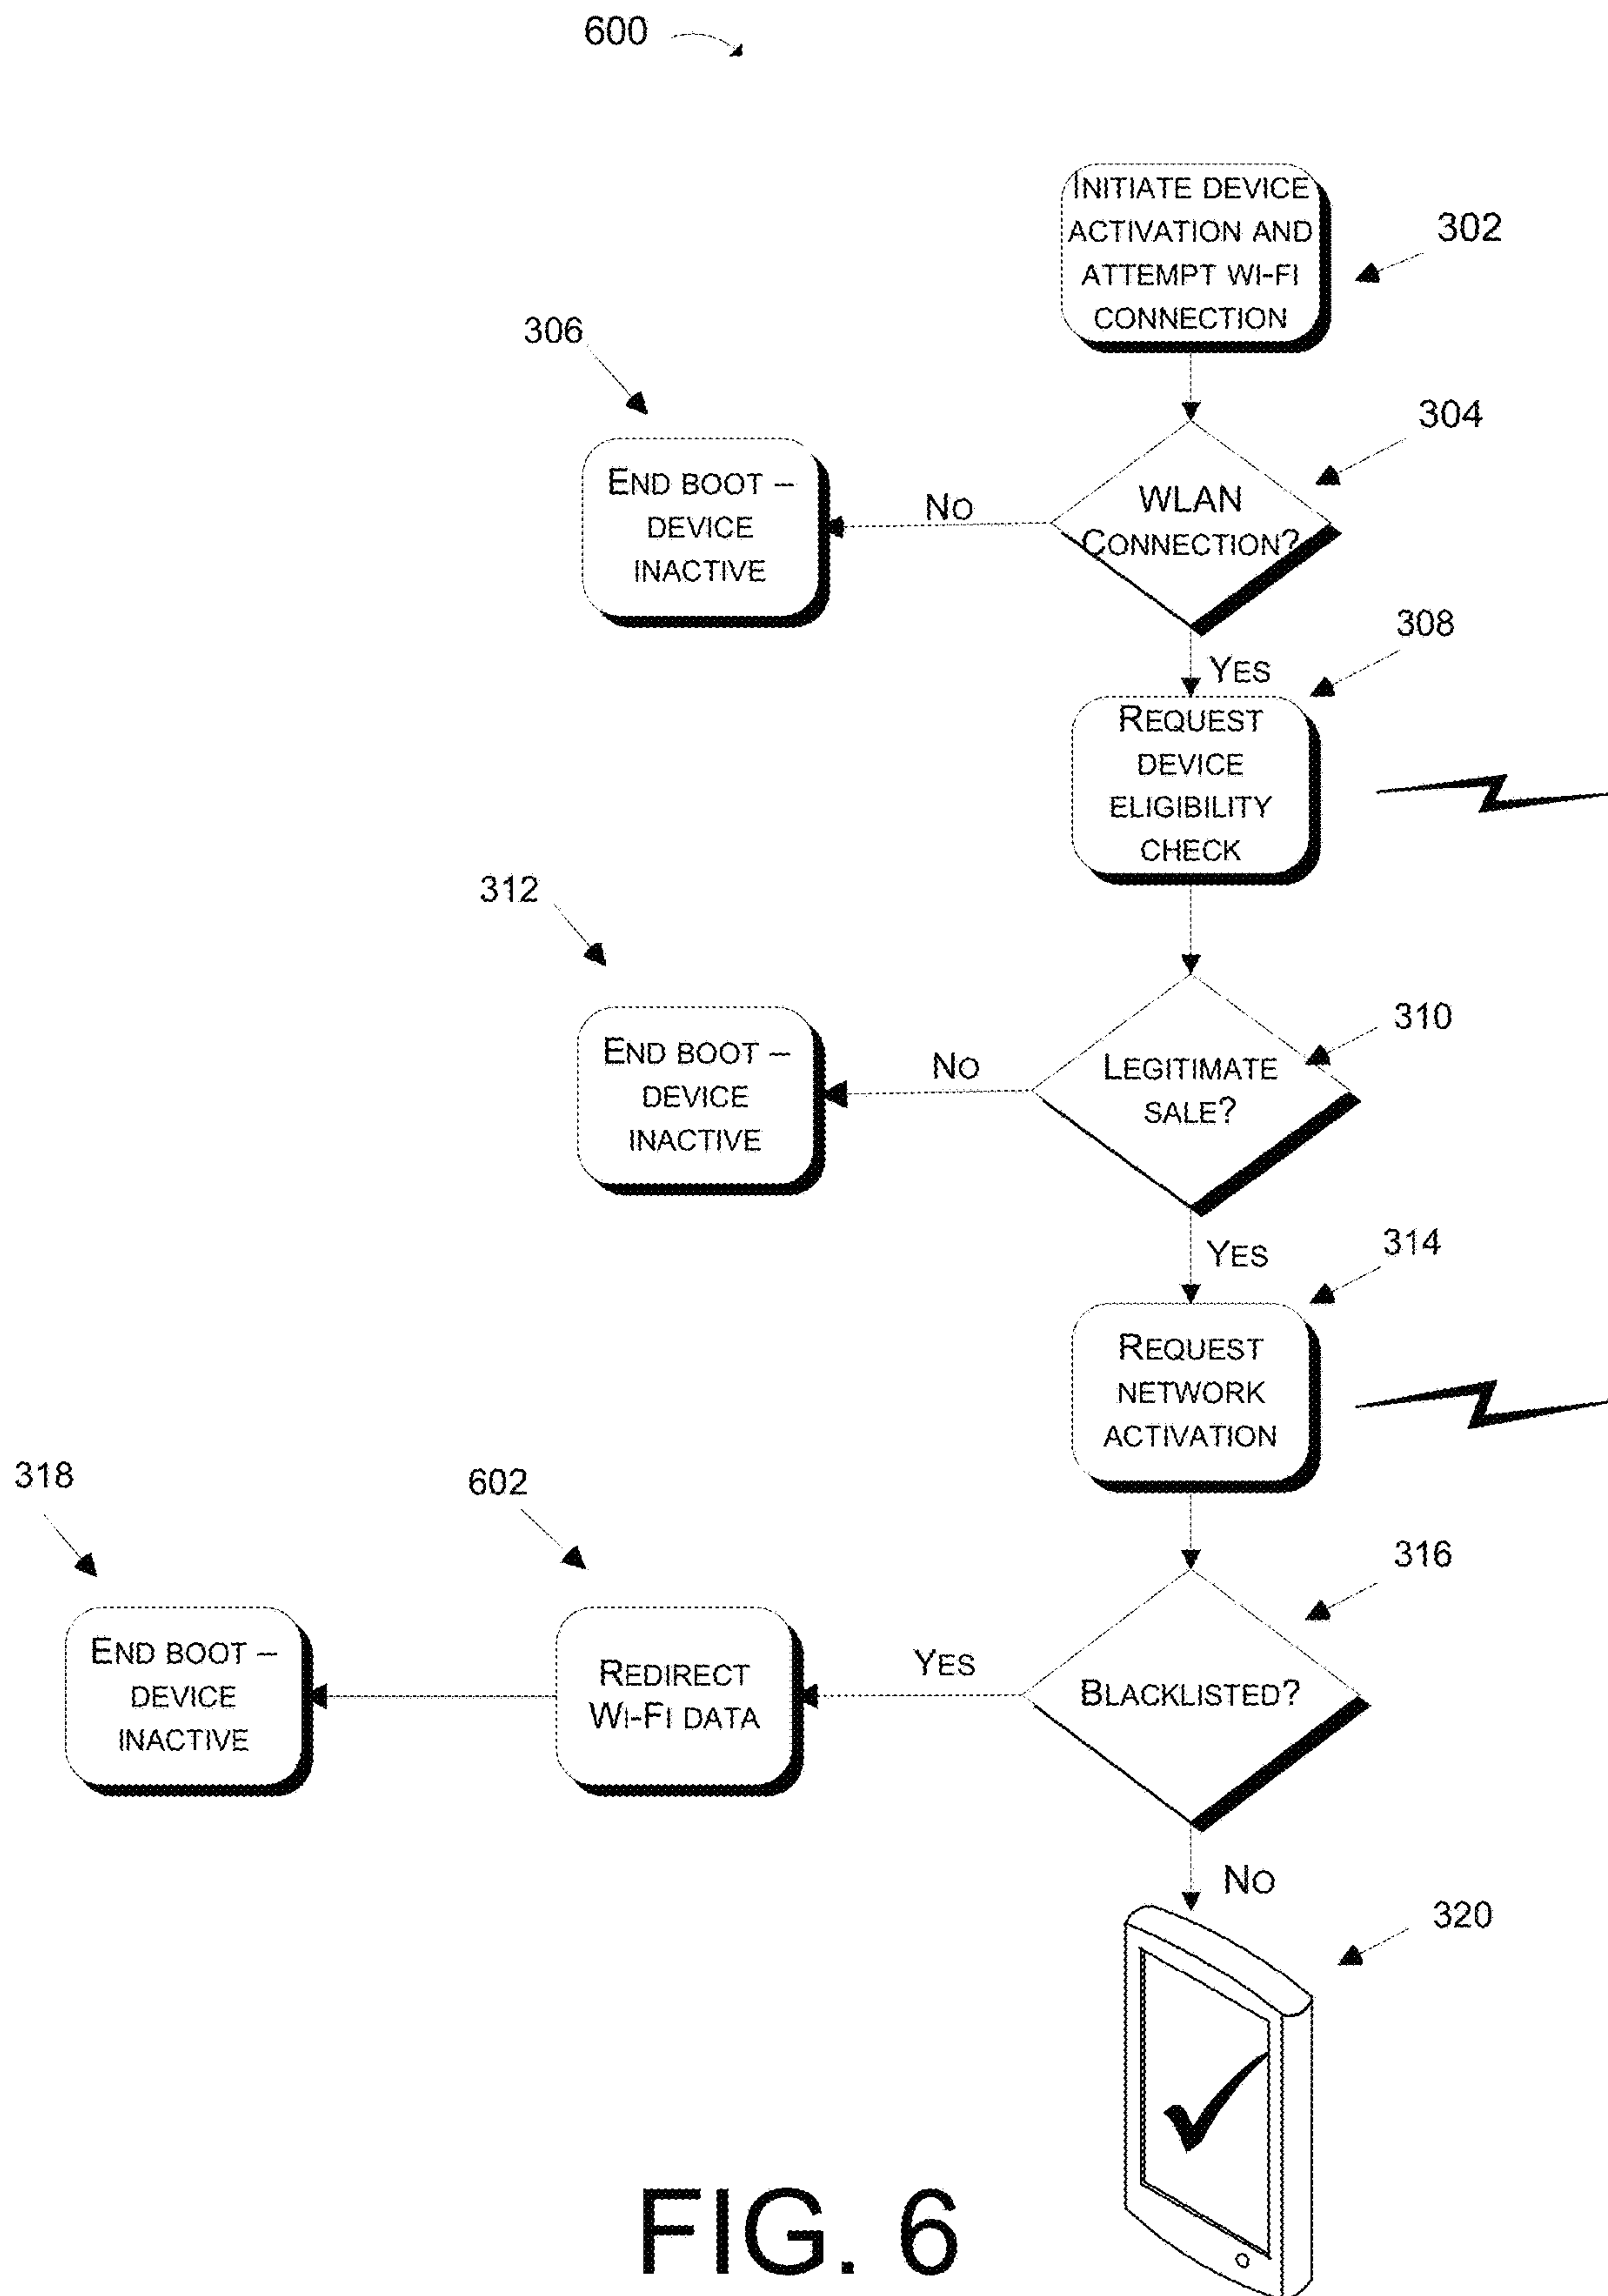 600
INITIATE DEVICE
ACTIVATION AND
ATTEMPT WI-FI
CONNECTION
302
306
304
END BOOT –
DEVICE
INACTIVE
NO
WLAN
CONNECTION?
308
YES
REQUEST
DEVICE
ELIGIBILITY
CHECK
312
310
END BOOT –
DEVICE
INACTIVE
NO
LEGITIMATE
SALE?
314
YES
REQUEST
NETWORK
ACTIVATION
318
602
316
END BOOT –
DEVICE
INACTIVE
REDIRECT
WI-FI DATA
YES
BLACKLISTED?
NO
320
FIG. 6